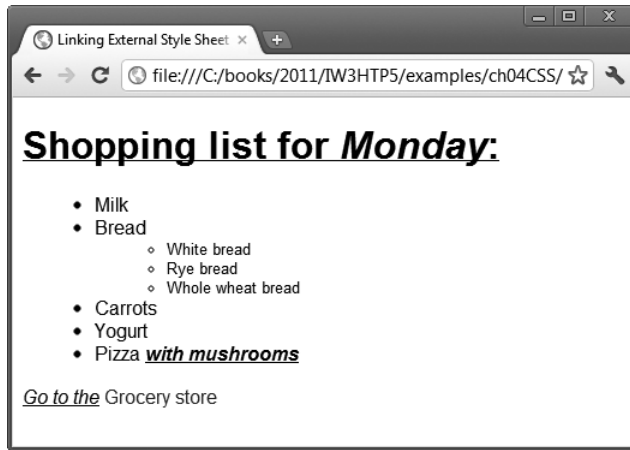 Linking External Style Sheet
file:///C:/books/2011/IW3HTP5/examples/ch04CSS/
Shopping list for Monday:
Milk
Bread
White bread
Rye bread
Whole wheat bread
Carrots
Yogurt
Pizza with mushrooms
Go to the Grocery store